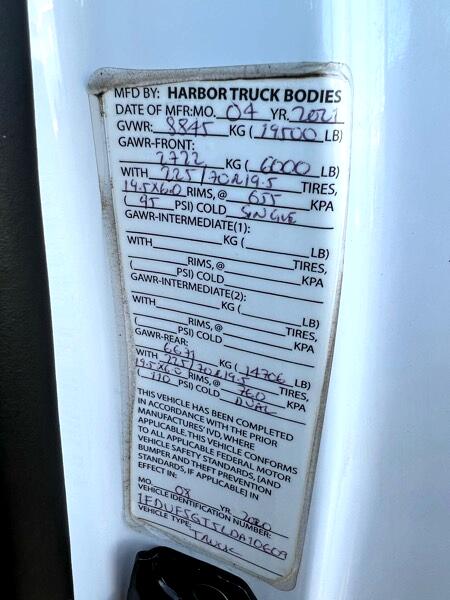 MFD BY: HARBOR TRUCK BODIES
DATE OF MFR: MO. 04 YR. 2021
GVWR: 8845 KG (19500 LB)
GAWR-FRONT:
2722 KG (6000 LB)
WITH 225/70R19.5 TIRES,
19.5X6.0 RIMS, @ 655 KPA
(95 PSI) COLD SINGLE
GAWR-INTERMEDIATE(1):
KG ( LB)
WITH TIRES,
RIMS, @ KPA
( PSI) COLD
GAWR-INTERMEDIATE(2):
KG ( LB)
WITH TIRES,
RIMS, @ KPA
( PSI) COLD
GAWR-REAR:
6671 KG (14706 LB)
WITH 225/70R19.5 TIRES,
19.5X6.0 RIMS, @ 760 KPA
(110 PSI) COLD DUAL
THIS VEHICLE HAS BEEN COMPLETED
IN ACCORDANCE WITH THE PRIOR
MANUFACTURES' IVD, WHERE
APPLICABLE. THIS VEHICLE CONFORMS
TO ALL APPLICABLE FEDERAL MOTOR
VEHICLE SAFETY STANDARDS, [AND
BUMPER AND THEFT PREVENTION
STANDARDS, IF APPLICABLE] IN
EFFECT IN:
MO. 08 YR. 2020
VEHICLE IDENTIFICATION NUMBER:
1FDUF5GT5LDA10609
VEHICLE TYPE: TRUCK